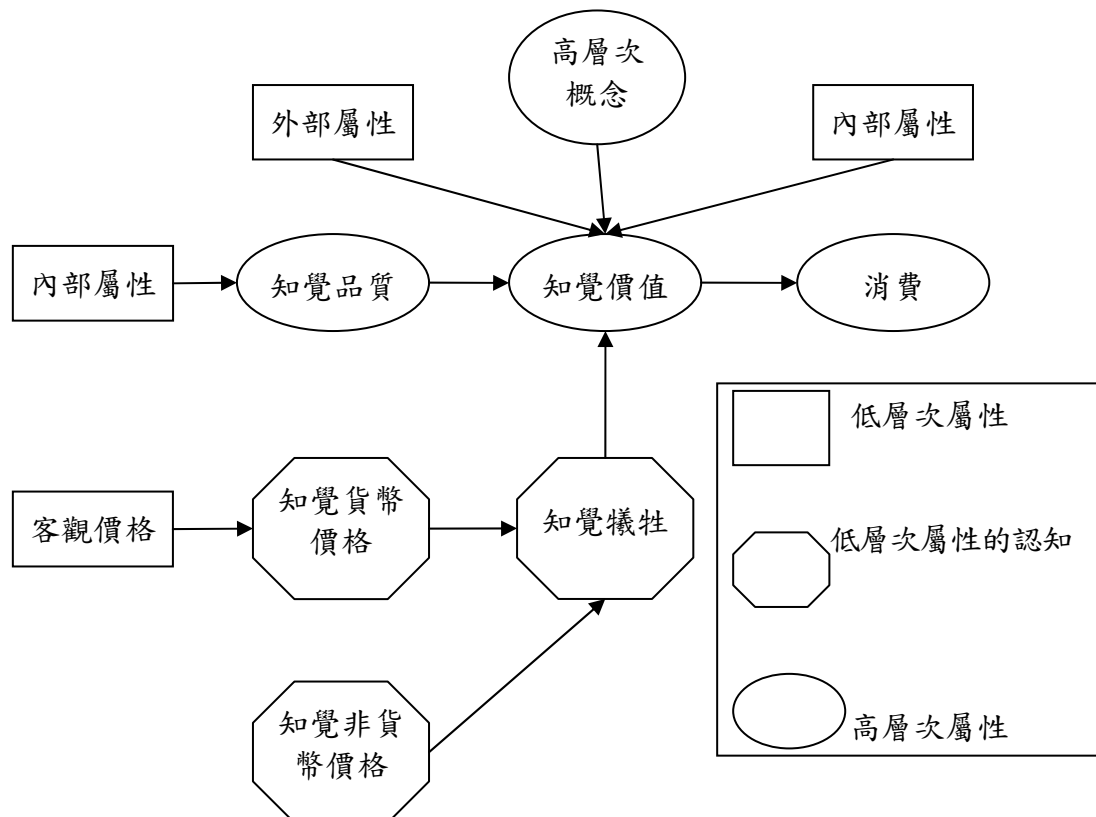 高層次
概念
外部屬性
內部屬性
內部屬性
知覺品質
知覺價值
消費
低層次屬性
客觀價格
知覺貨幣
價格
知覺犧牲
低層次屬性的認知
知覺非貨
幣價格
高層次屬性